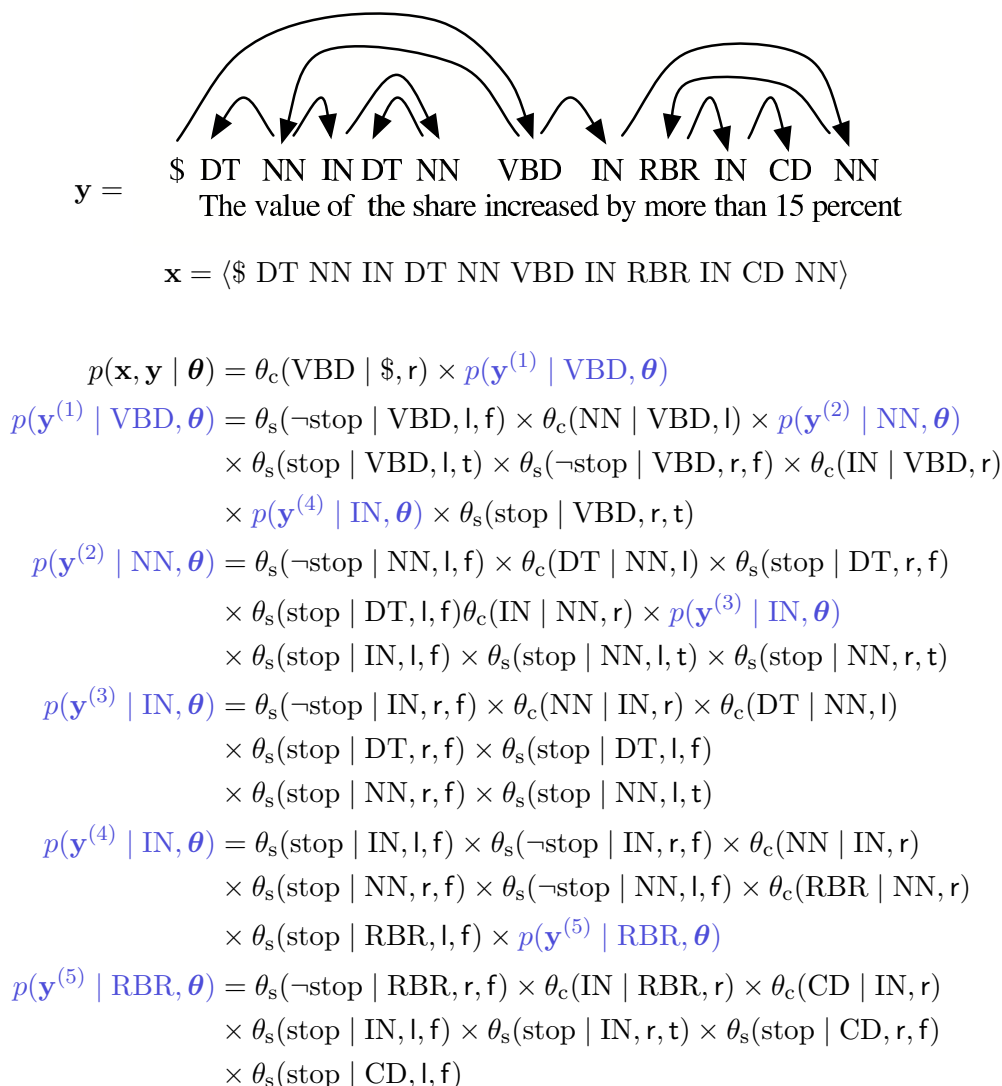 $ DT NN IN DT NN VBD IN RBR IN CD NN
y =
The value of the share increased by more than 15 percent
x = ⟨$ DT NN IN DT NN VBD IN RBR IN CD NN⟩
p(x, y | θ) = θc(VBD | $, r) × p(y(1) | VBD, θ)
p(y(1) | VBD, θ) = θs(¬stop | VBD, l, f) × θc(NN | VBD, l) × p(y(2) | NN, θ)
× θs(stop | VBD, l, t) × θs(¬stop | VBD, r, f) × θc(IN | VBD, r)
× p(y(4) | IN, θ) × θs(stop | VBD, r, t)
p(y(2) | NN, θ) = θs(¬stop | NN, l, f) × θc(DT | NN, l) × θs(stop | DT, r, f)
× θs(stop | DT, l, f)θc(IN | NN, r) × p(y(3) | IN, θ)
× θs(stop | IN, l, f) × θs(stop | NN, l, t) × θs(stop | NN, r, t)
p(y(3) | IN, θ) = θs(¬stop | IN, r, f) × θc(NN | IN, r) × θc(DT | NN, l)
× θs(stop | DT, r, f) × θs(stop | DT, l, f)
× θs(stop | NN, r, f) × θs(stop | NN, l, t)
p(y(4) | IN, θ) = θs(stop | IN, l, f) × θs(¬stop | IN, r, f) × θc(NN | IN, r)
× θs(stop | NN, r, f) × θs(¬stop | NN, l, f) × θc(RBR | NN, r)
× θs(stop | RBR, l, f) × p(y(5) | RBR, θ)
p(y(5) | RBR, θ) = θs(¬stop | RBR, r, f) × θc(IN | RBR, r) × θc(CD | IN, r)
× θs(stop | IN, l, f) × θs(stop | IN, r, t) × θs(stop | CD, r, f)
× θs(stop | CD, l, f)